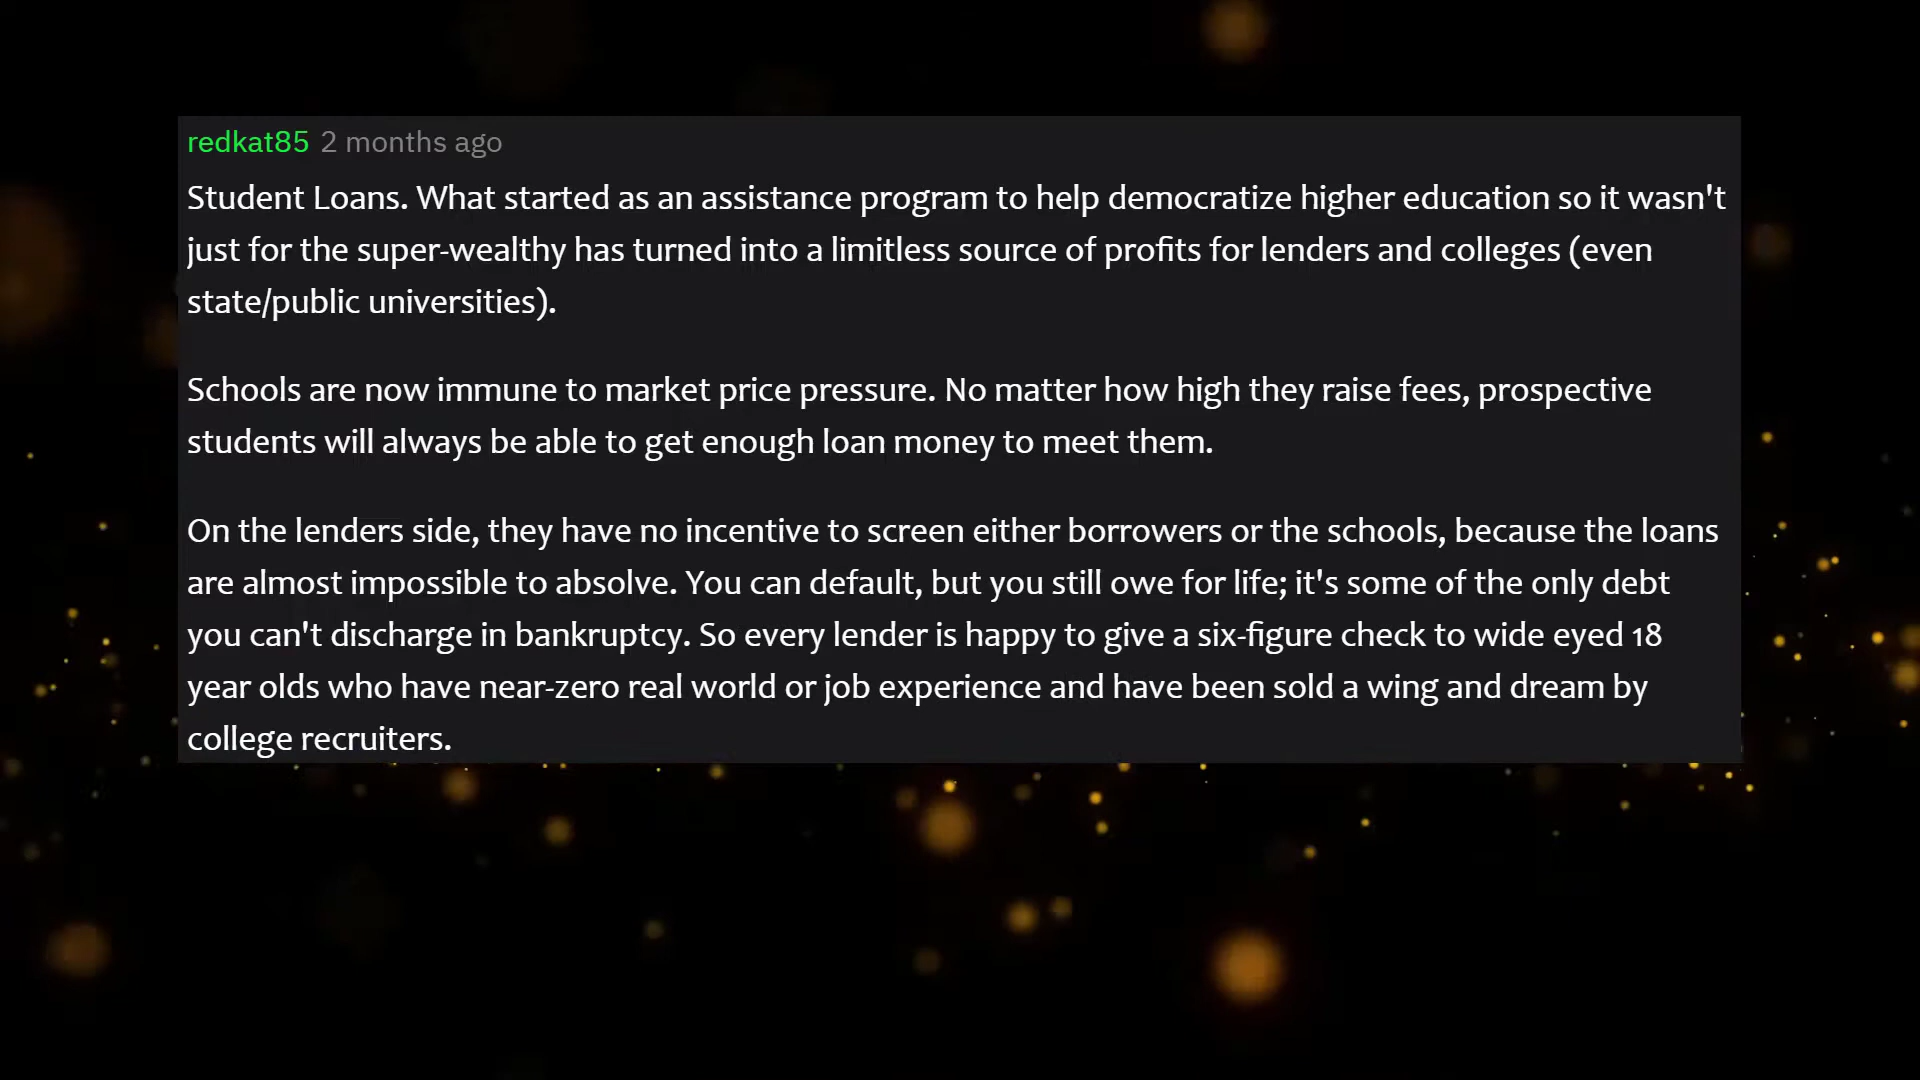 redkat85 2 months ago
Student Loans. What started as an assistance program to help democratize higher education so it wasn't
just for the super-wealthy has turned into a limitless source of profits for lenders and colleges (even
state/public universities).
Schools are now immune to market price pressure. No matter how high they raise fees, prospective
students will always be able to get enough loan money to meet them.
On the lenders side, they have no incentive to screen either borrowers or the schools, because the loans
are almost impossible to absolve. You can default, but you still owe for life; it's some of the only debt
you can't discharge in bankruptcy. So every lender is happy to give a six-figure check to wide eyed 18
year olds who have near-zero real world or job experience and have been sold a wing and dream by
college recruiters.